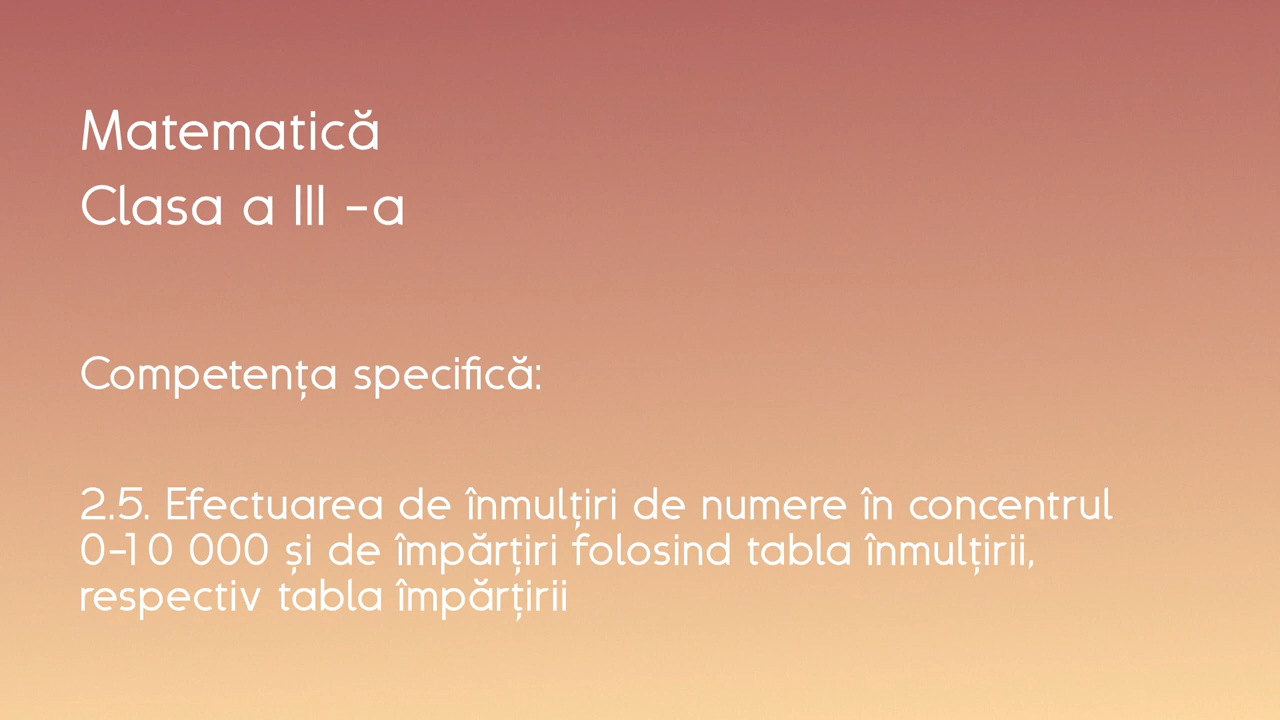 Matematică
Clasa a III -a
Competența specifică:
2.5. Efectuarea de înmulțiri de numere în concentrul
0-10 000 și de împărțiri folosind tabla înmulțirii,
respectiv tabla împărțirii